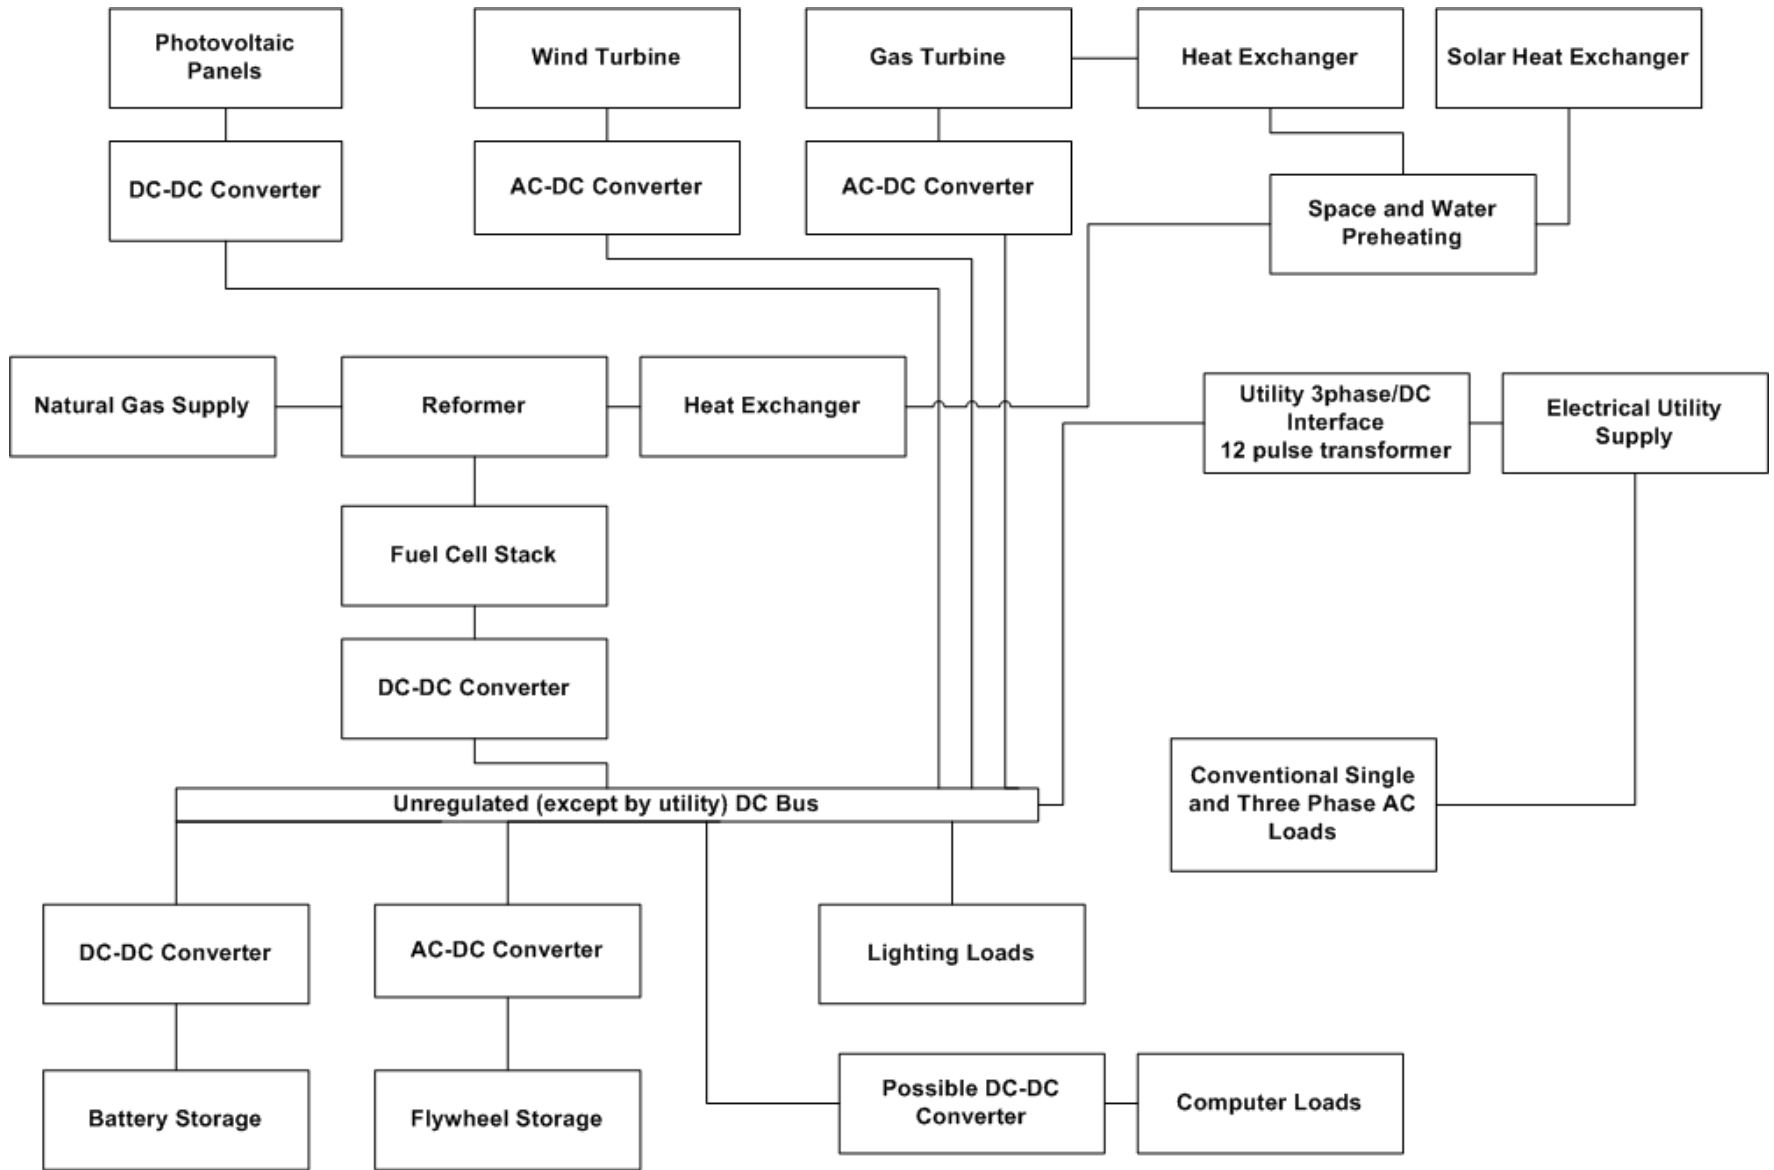 Photovoltaic
Panels
Wind Turbine
Gas Turbine
Heat Exchanger
Solar Heat Exchanger
DC-DC Converter
AC-DC Converter
AC-DC Converter
Space and Water
Preheating
Natural Gas Supply
Reformer
Heat Exchanger
Utility 3phase/DC
Interface
12 pulse transformer
Electrical Utility
Supply
Fuel Cell Stack
DC-DC Converter
Unregulated (except by utility) DC Bus
Conventional Single
and Three Phase AC
Loads
DC-DC Converter
AC-DC Converter
Lighting Loads
Battery Storage
Flywheel Storage
Possible DC-DC
Converter
Computer Loads